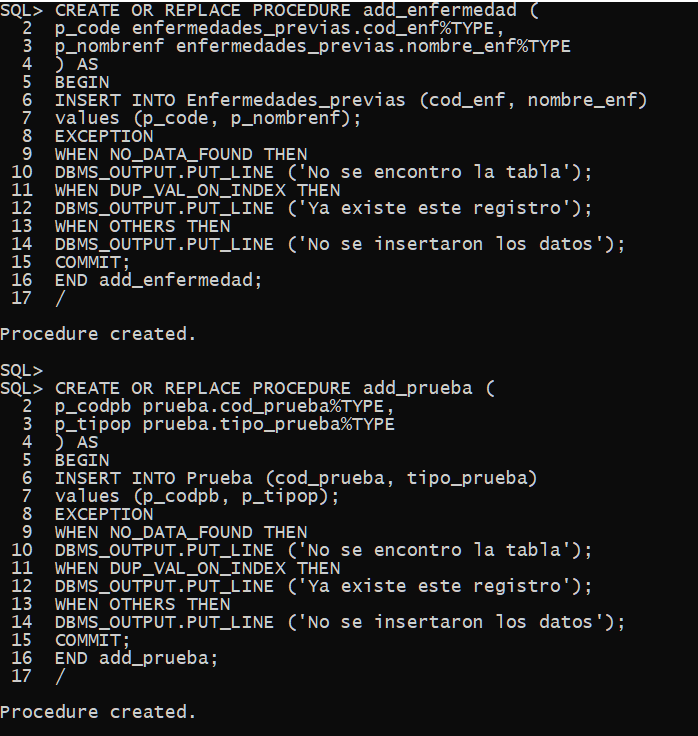 SQL> CREATE OR REPLACE PROCEDURE add_enfermedad (
  2  p_code enfermedades_previas.cod_enf%TYPE,
  3  p_nombrenf enfermedades_previas.nombre_enf%TYPE
  4  ) AS
  5  BEGIN
  6  INSERT INTO Enfermedades_previas (cod_enf, nombre_enf)
  7  values (p_code, p_nombrenf);
  8  EXCEPTION
  9  WHEN NO_DATA_FOUND THEN
 10  DBMS_OUTPUT.PUT_LINE ('No se encontro la tabla');
 11  WHEN DUP_VAL_ON_INDEX THEN
 12  DBMS_OUTPUT.PUT_LINE ('Ya existe este registro');
 13  WHEN OTHERS THEN
 14  DBMS_OUTPUT.PUT_LINE ('No se insertaron los datos');
 15  COMMIT;
 16  END add_enfermedad;
 17  /
Procedure created.
SQL>
SQL> CREATE OR REPLACE PROCEDURE add_prueba (
  2  p_codpb prueba.cod_prueba%TYPE,
  3  p_tipop prueba.tipo_prueba%TYPE
  4  ) AS
  5  BEGIN
  6  INSERT INTO Prueba (cod_prueba, tipo_prueba)
  7  values (p_codpb, p_tipop);
  8  EXCEPTION
  9  WHEN NO_DATA_FOUND THEN
 10  DBMS_OUTPUT.PUT_LINE ('No se encontro la tabla');
 11  WHEN DUP_VAL_ON_INDEX THEN
 12  DBMS_OUTPUT.PUT_LINE ('Ya existe este registro');
 13  WHEN OTHERS THEN
 14  DBMS_OUTPUT.PUT_LINE ('No se insertaron los datos');
 15  COMMIT;
 16  END add_prueba;
 17  /
Procedure created.